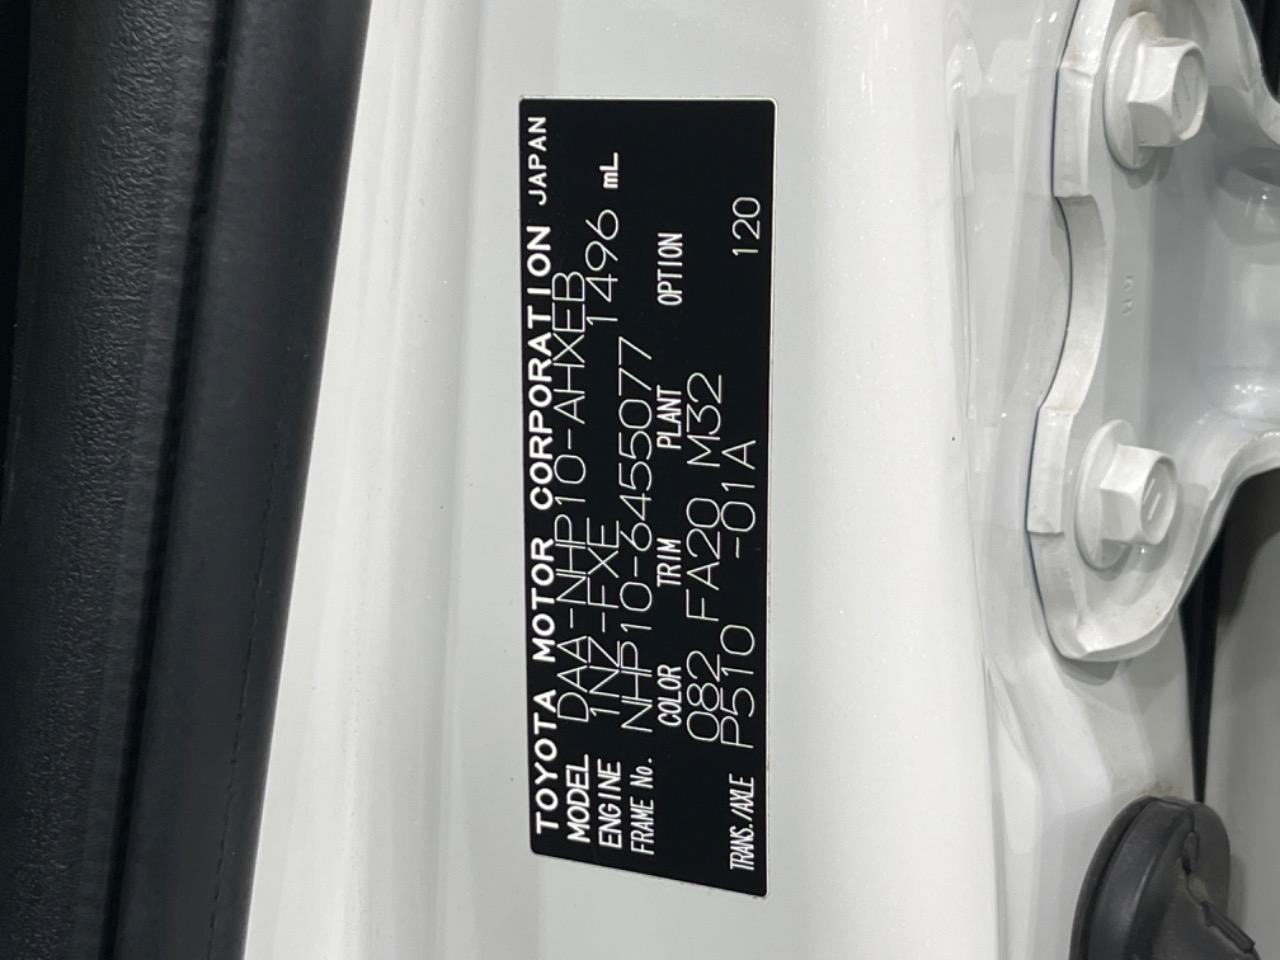 TOYOTA MOTOR CORPORATION JAPAN
MODEL DAA-NHP10-AHXEB
ENGINE 1NZ-FXE 1496 mL
FRAME No. NHP10-6455077
COLOR TRIM PLANT OPTION
082 FA20 M32
TRANS./AXLE P510 -01A 120